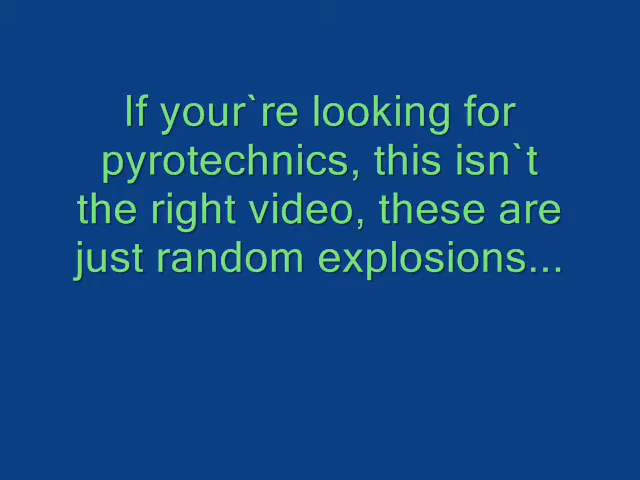 If your`re looking for
pyrotechnics, this isn`t
the right video, these are
just random explosions...